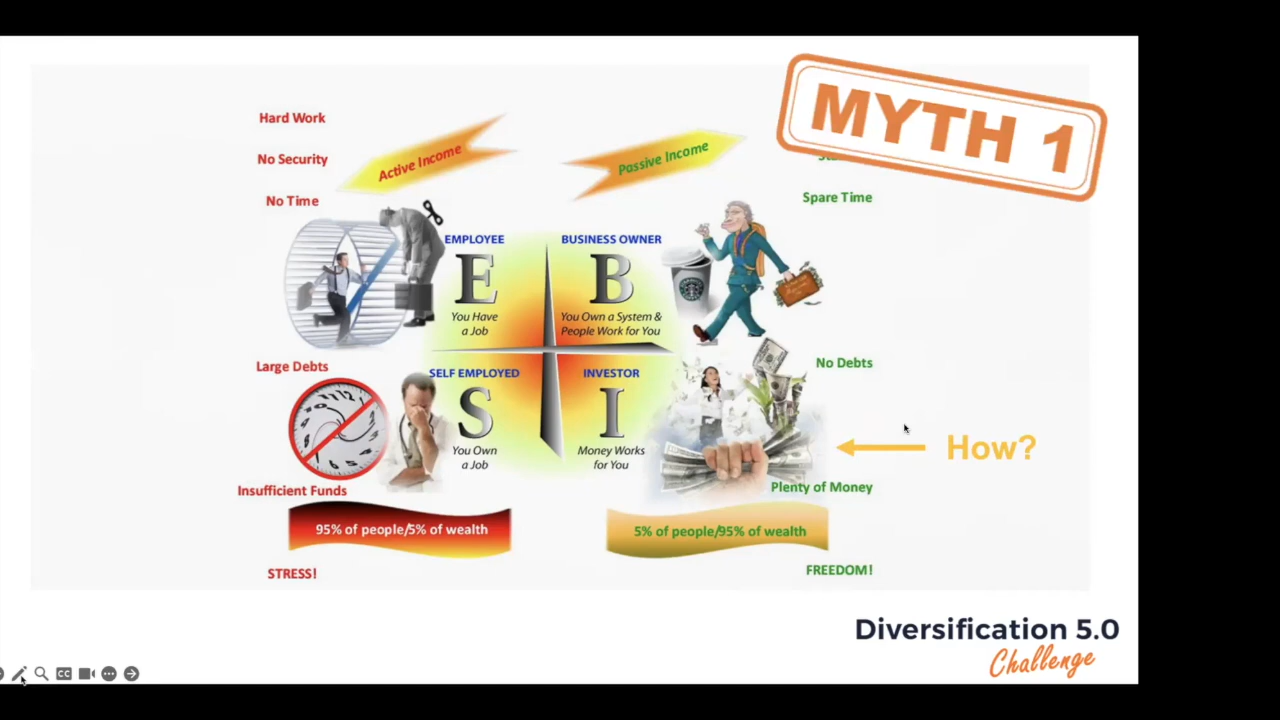 MYTH 1
Hard Work
No Security
No Time
Active Income
Passive Income
Spare Time
EMPLOYEE
E
You Have
a Job
BUSINESS OWNER
B
You Own a System &
People Work for You
Large Debts
No Debts
SELF EMPLOYED
S
You Own
a Job
INVESTOR
I
Money Works
for You
How?
Insufficient Funds
Plenty of Money
95% of people/5% of wealth
5% of people/95% of wealth
STRESS!
FREEDOM!
Diversification 5.0
Challenge
CC